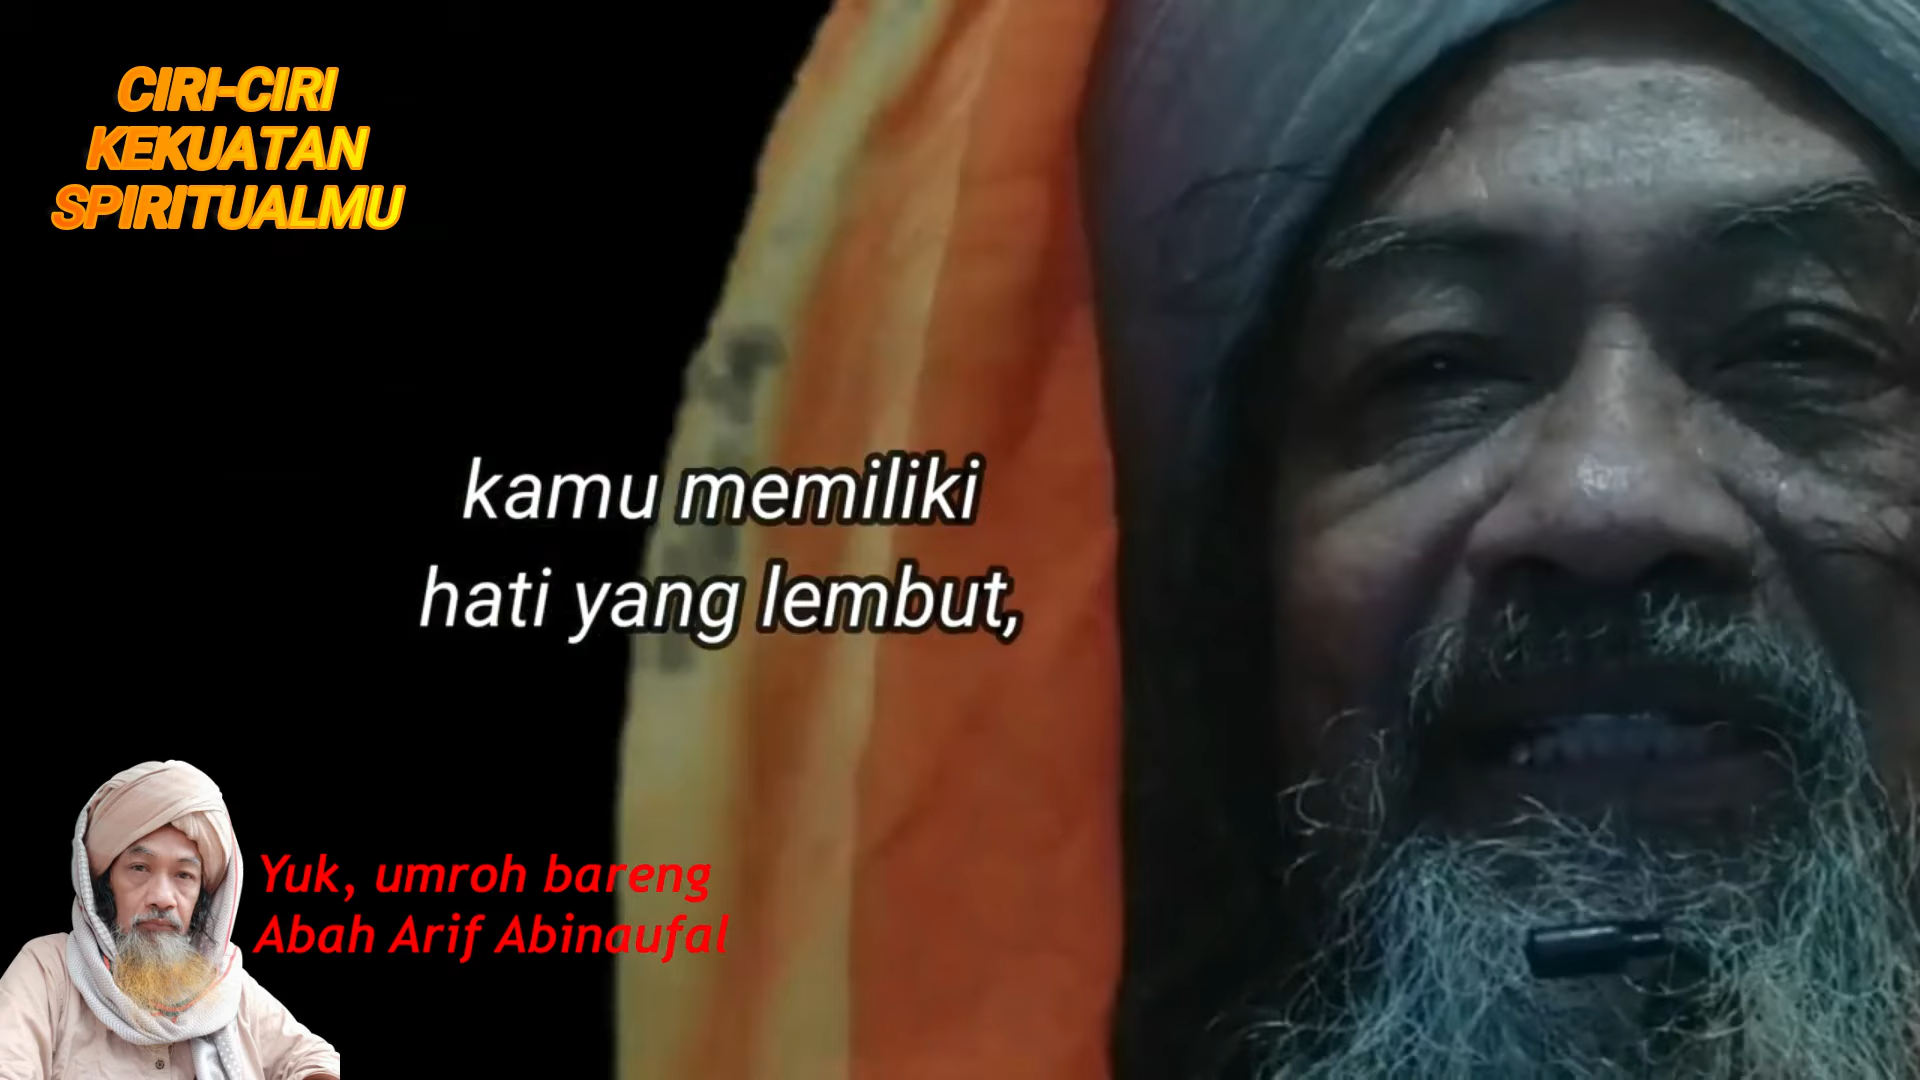 CIRI-CIRI
KEKUATAN
SPIRITUALMU
kamu memiliki
hati yang lembut,
Yuk, umroh bareng
Abah Arif Abinaufal